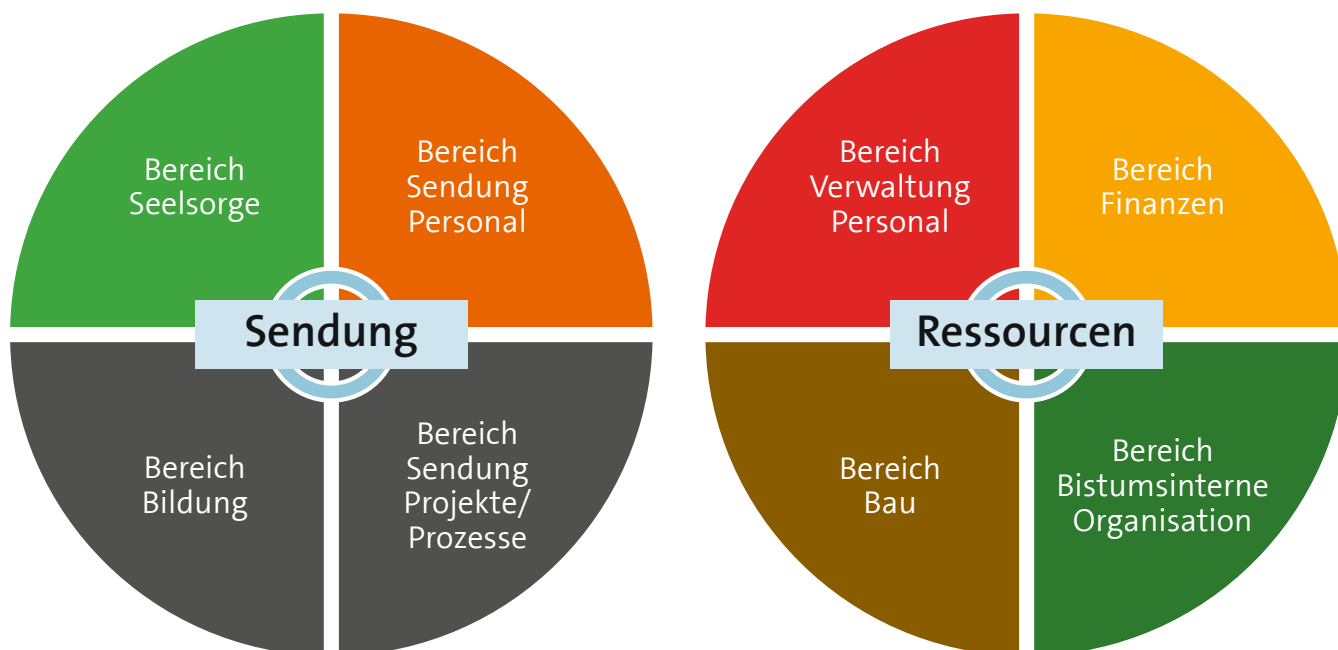 Bereich
Seelsorge
Bereich
Sendung
Personal
Sendung
Bereich
Bildung
Bereich
Sendung
Projekte/
Prozesse
Bereich
Verwaltung
Personal
Bereich
Finanzen
Ressourcen
Bereich
Bau
Bereich
Bistumsinterne
Organisation